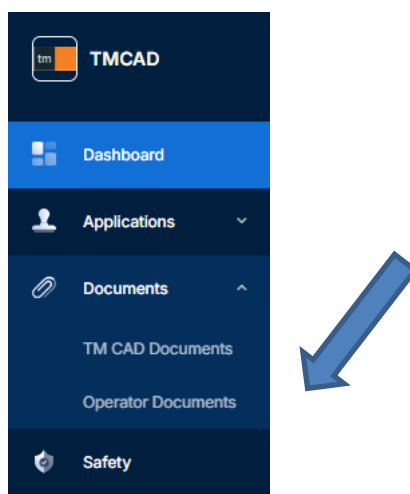 tm
TMCAD
Dashboard
Applications
Documents
TM CAD Documents
Operator Documents
Safety